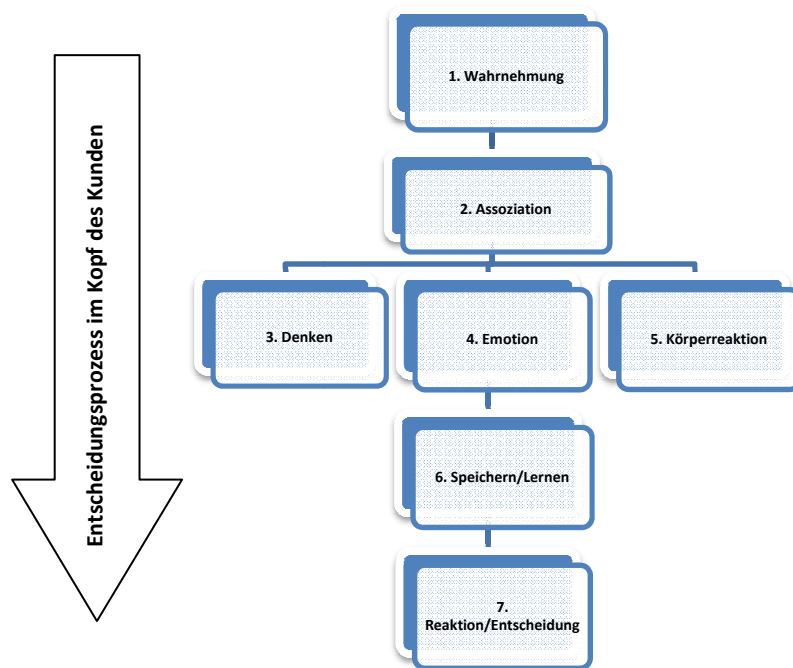 Entscheidungsprozess im Kopf des Kunden
1. Wahrnehmung
2. Assoziation
3. Denken
4. Emotion
5. Körperreaktion
6. Speichern/Lernen
7.
Reaktion/Entscheidung